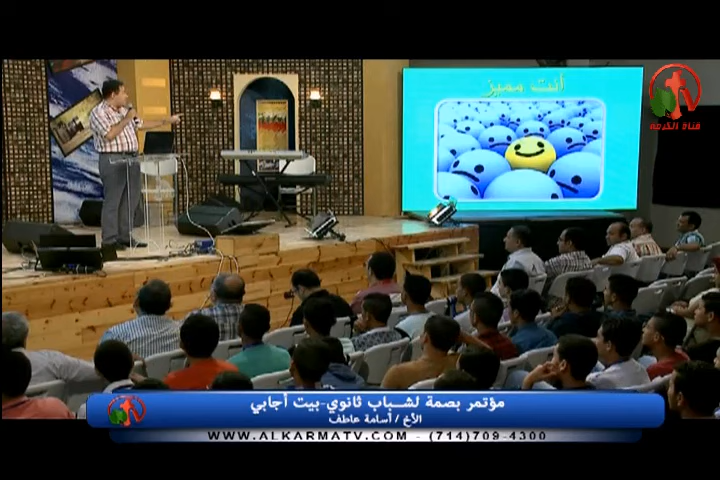 أنت مميز
قناة الكرمة
مؤتمر بصمة لشباب ثانوي-بيت أجابي
الأخ / أسامة عاطف
WWW.ALKARMATV.COM - (714)709-4300